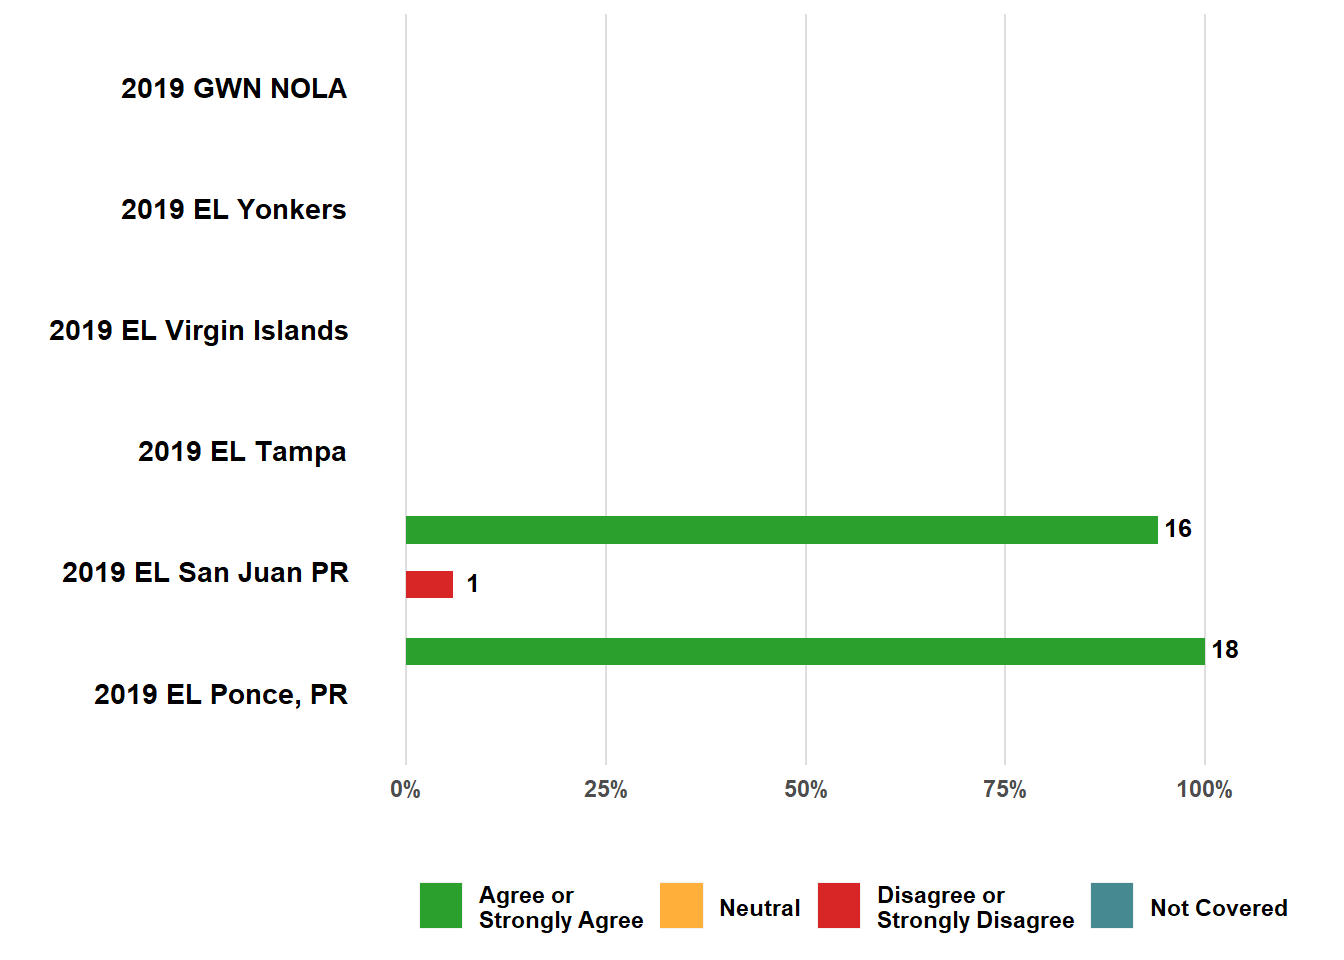 2019 GWN NOLA
2019 EL Yonkers
2019 EL Virgin Islands
2019 EL Tampa
16
2019 EL San Juan PR
1
18
2019 EL Ponce, PR
0%
25%
50%
75%
100%
Agree or
Strongly Agree
Neutral
Disagree or
Strongly Disagree
Not Covered